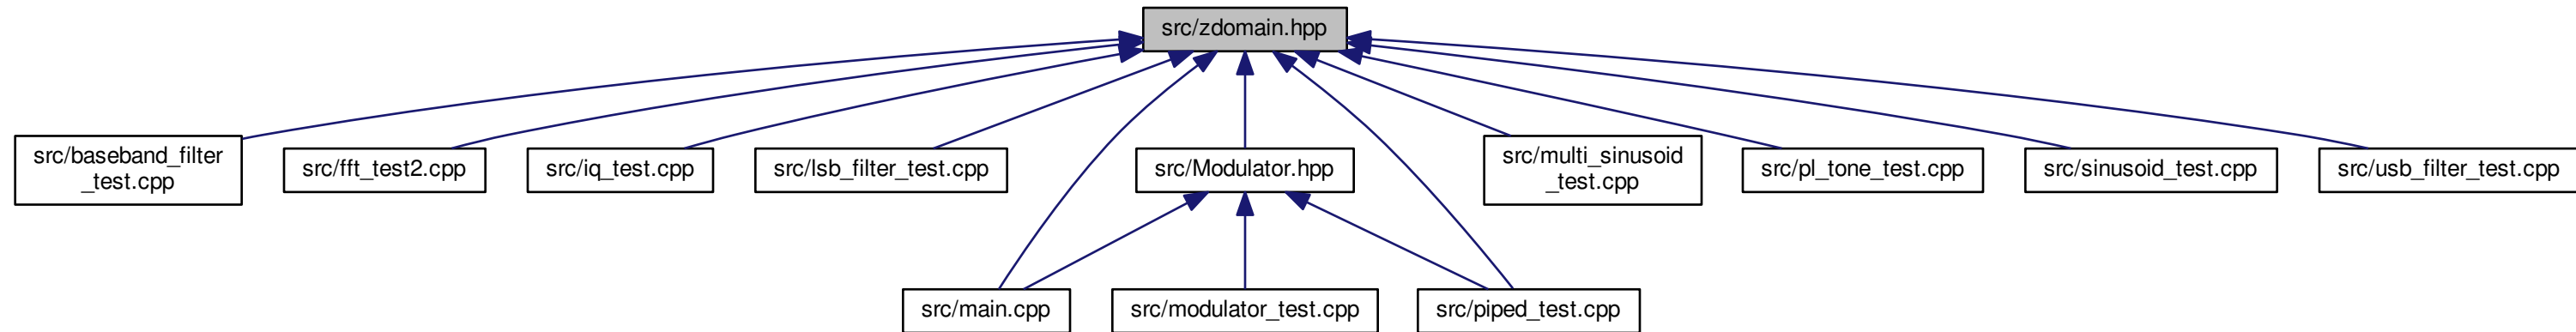 src/zdomain.hpp
src/baseband_filter
_test.cpp
src/fft_test2.cpp
src/iq_test.cpp
src/lsb_filter_test.cpp
src/Modulator.hpp
src/multi_sinusoid
_test.cpp
src/pl_tone_test.cpp
src/sinusoid_test.cpp
src/usb_filter_test.cpp
src/main.cpp
src/modulator_test.cpp
src/piped_test.cpp